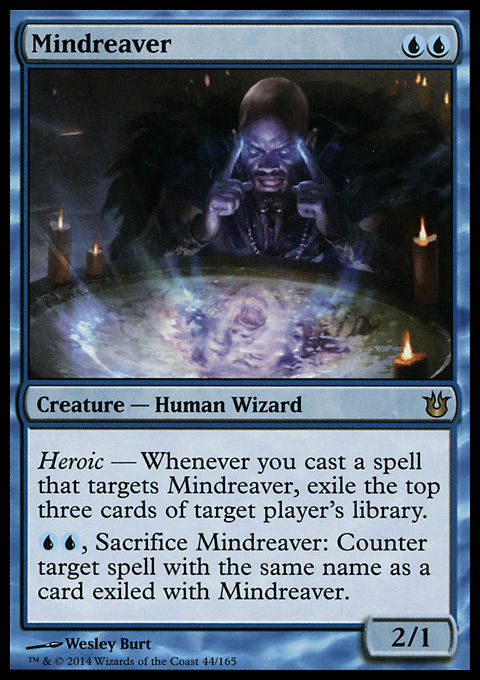 Mindreaver
Creature — Human Wizard
Heroic — Whenever you cast a spell
that targets Mindreaver, exile the top
three cards of target player's library.
, Sacrifice Mindreaver: Counter
target spell with the same name as a
card exiled with Mindreaver.
2/1
Wesley Burt
™ & © 2014 Wizards of the Coast 44/165